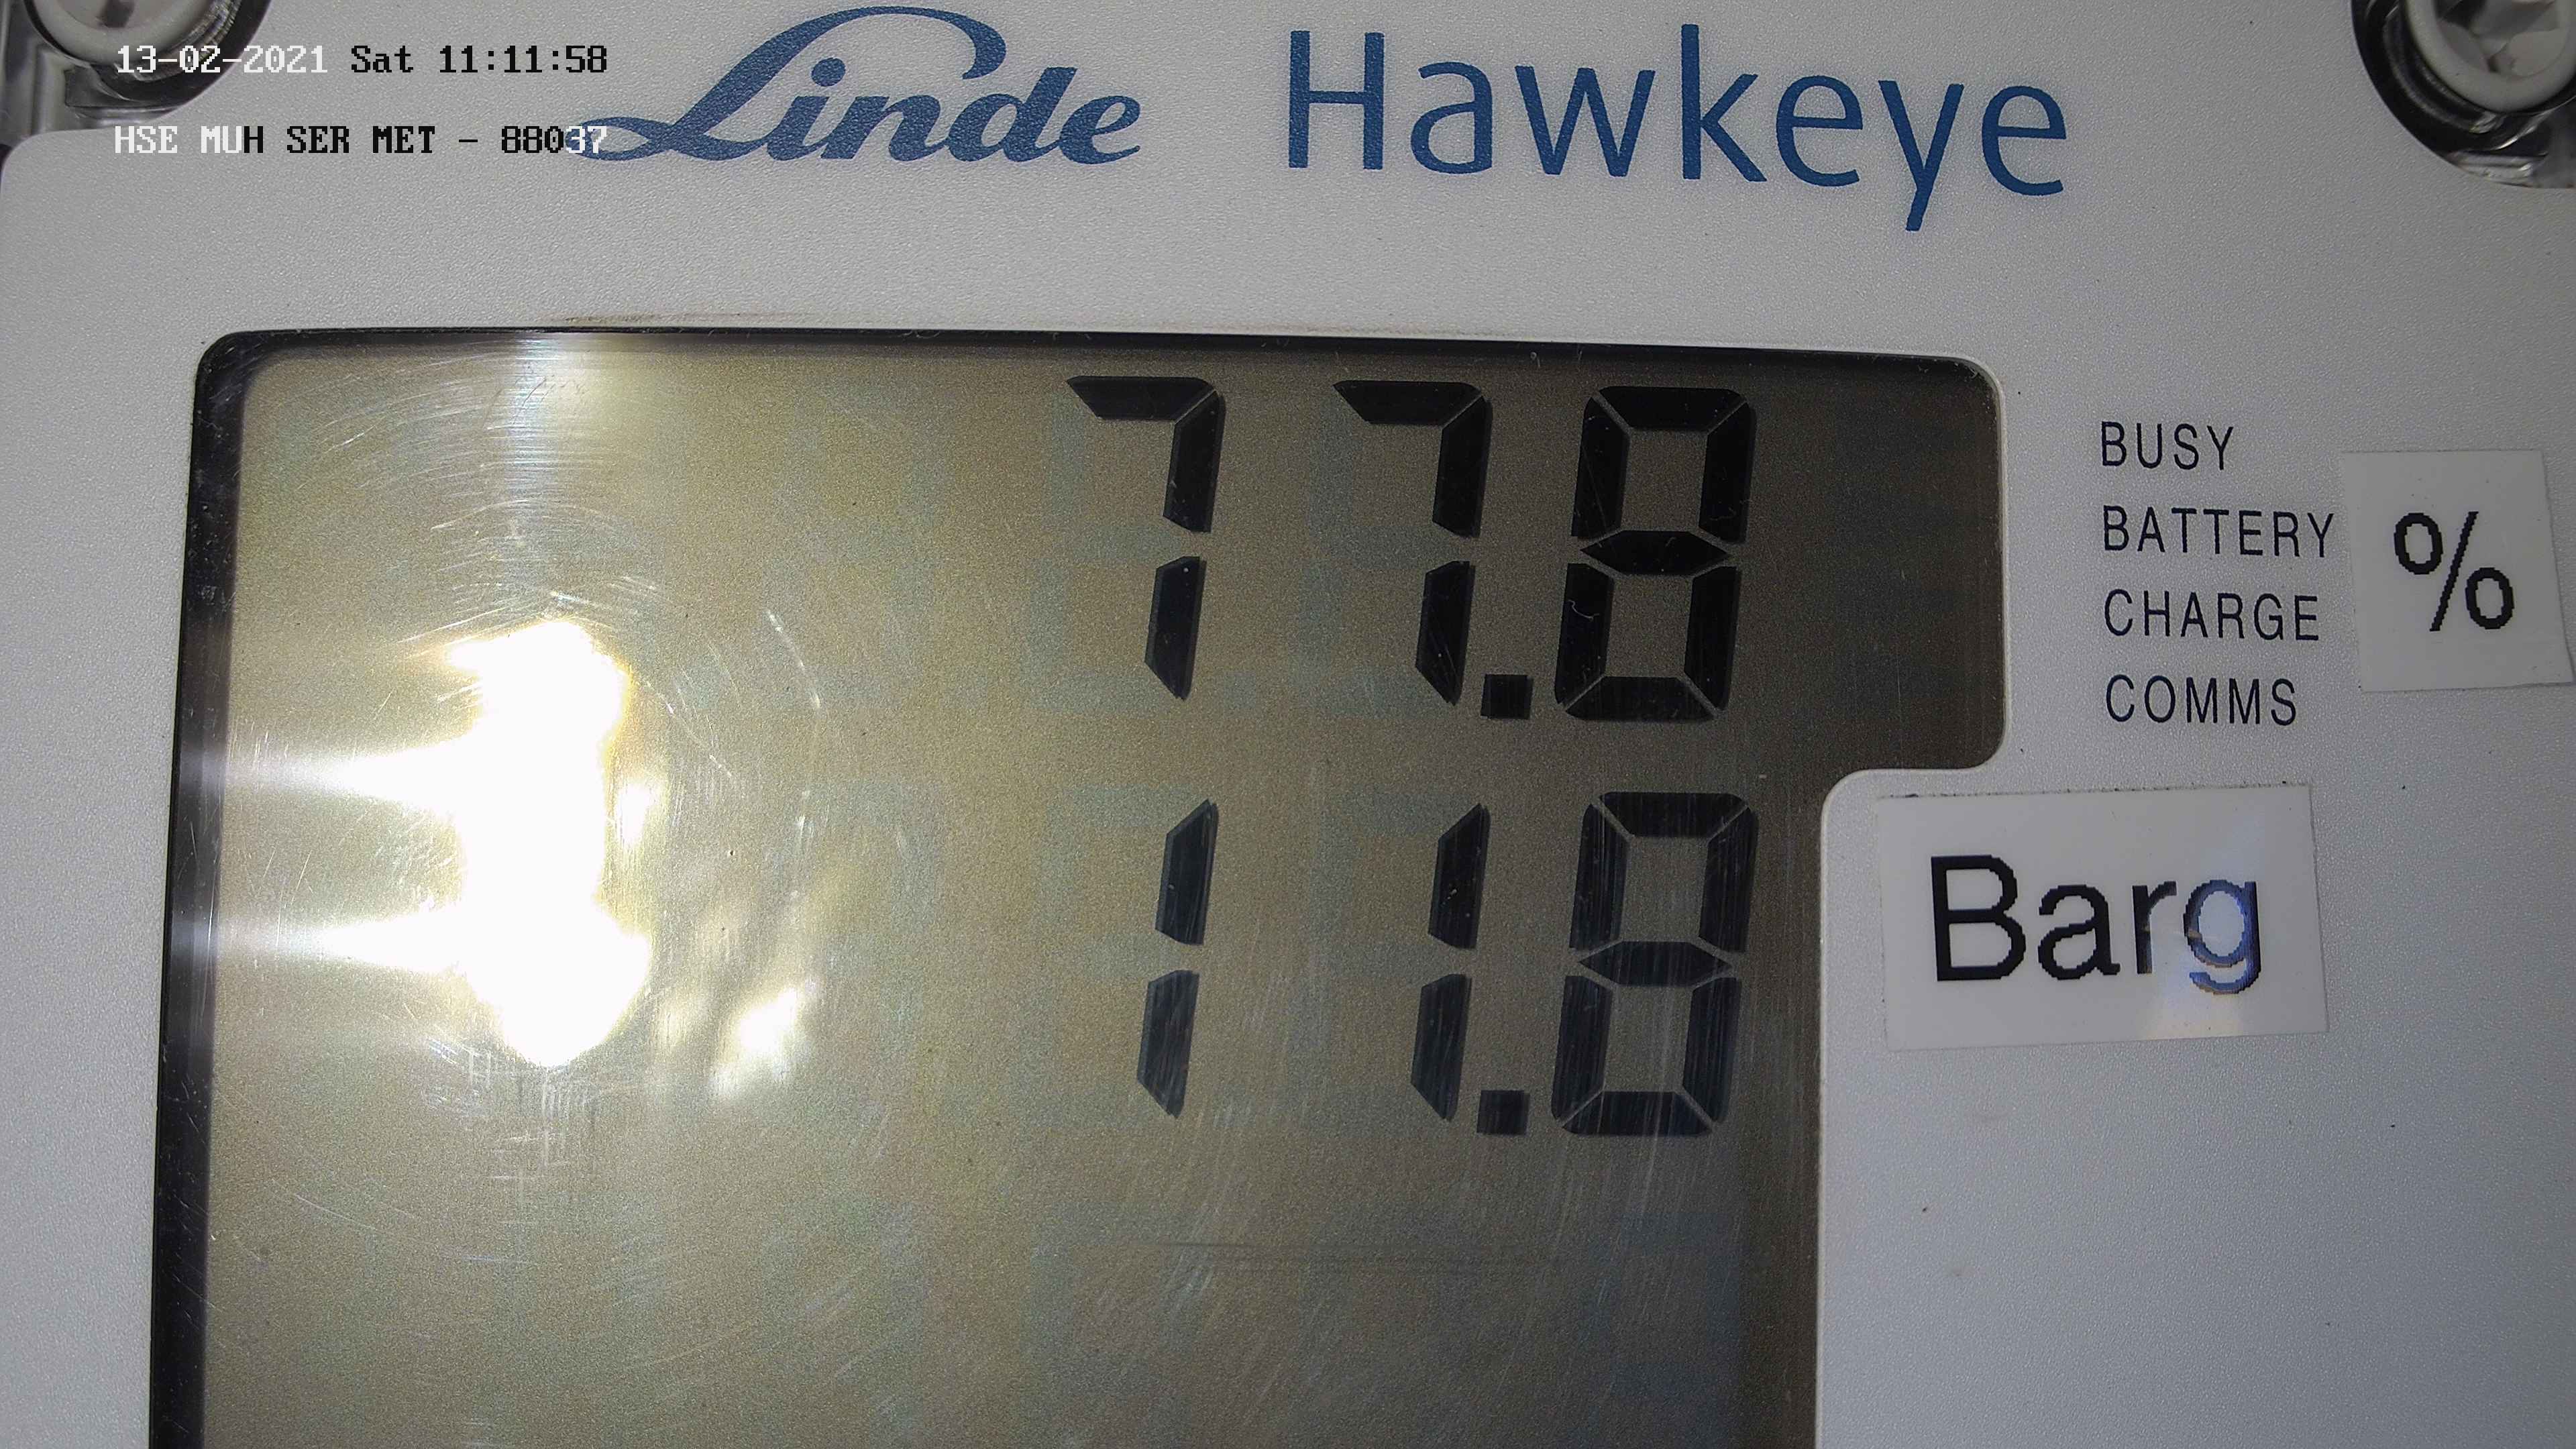 13-02-2021 Sat 11:11:58
HSE MUH SER MET - 88037
Linde Hawkeye
77.8
BUSY
BATTERY
CHARGE
COMMS
%
11.8
Barg